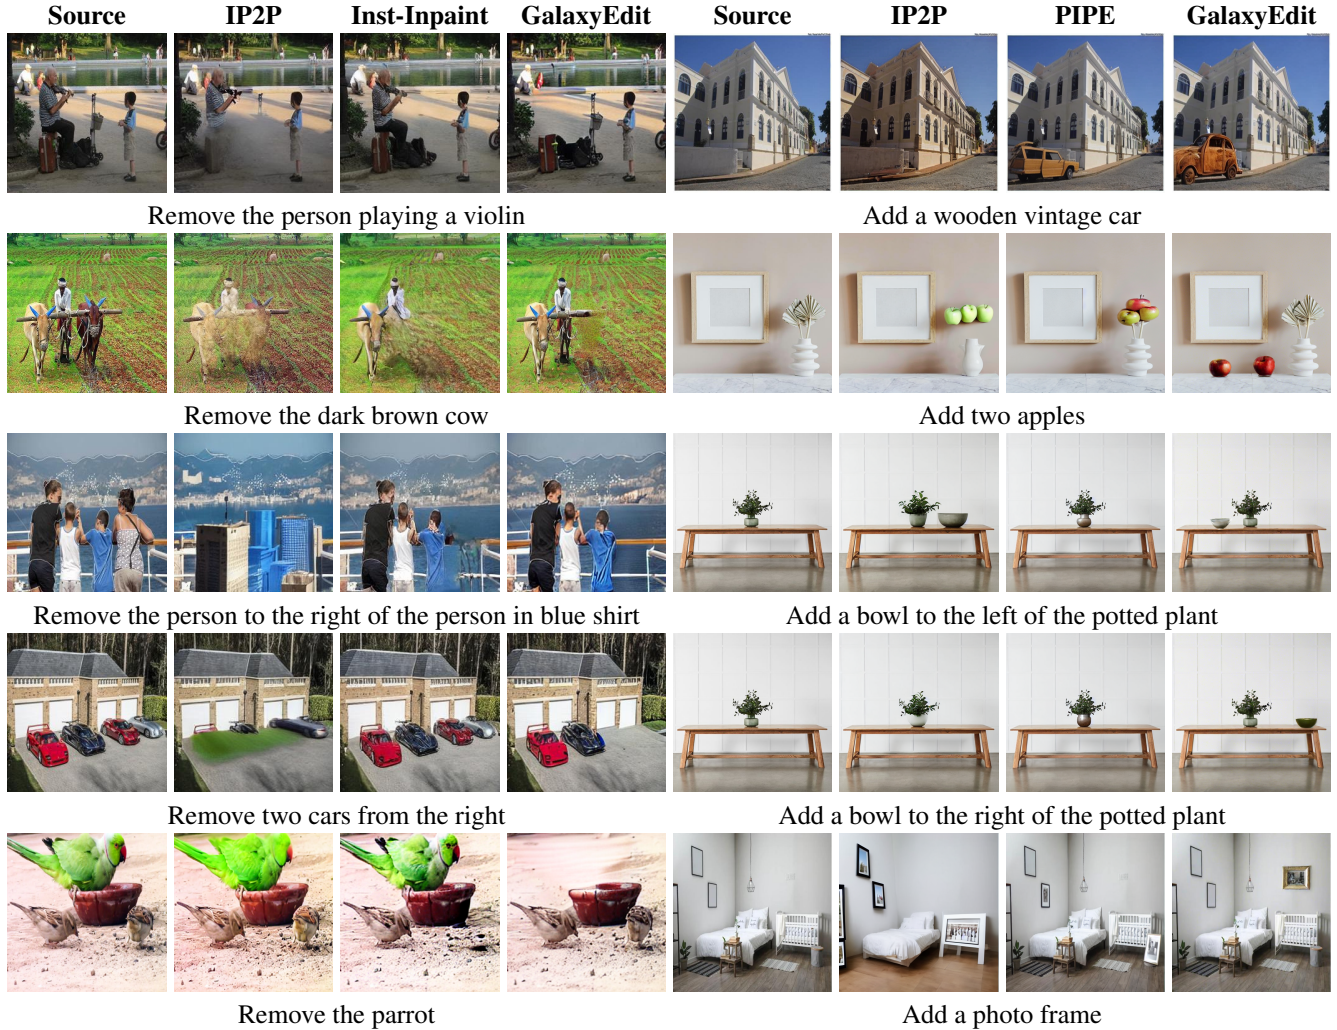 Source IP2P Inst-Inpaint GalaxyEdit Source IP2P PIPE GalaxyEdit
Remove the person playing a violin Add a wooden vintage car
Remove the dark brown cow Add two apples
Remove the person to the right of the person in blue shirt Add a bowl to the left of the potted plant
Remove two cars from the right Add a bowl to the right of the potted plant
Remove the parrot Add a photo frame